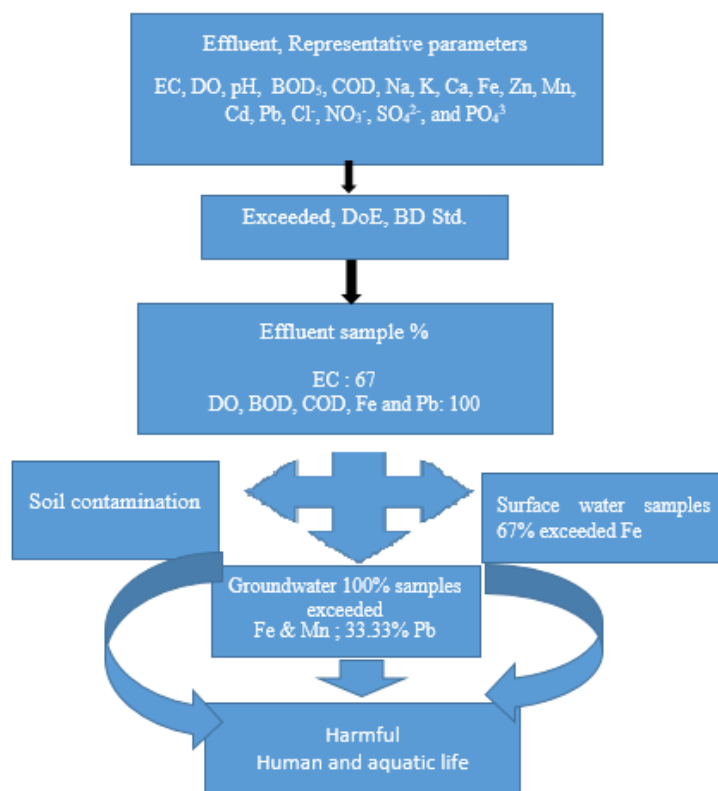 Effluent, Representative parameters
EC, DO, pH, BOD₅, COD, Na, K, Ca, Fe, Zn, Mn,
Cd, Pb, Cl⁻, NO₃⁻, SO₄²⁻, and PO₄³
Exceeded, DoE, BD Std.
Effluent sample %
EC : 67
DO, BOD, COD, Fe and Pb: 100
Soil contamination
Surface water samples
67% exceeded Fe
Groundwater 100% samples
exceeded
Fe & Mn ; 33.33% Pb
Harmful
Human and aquatic life